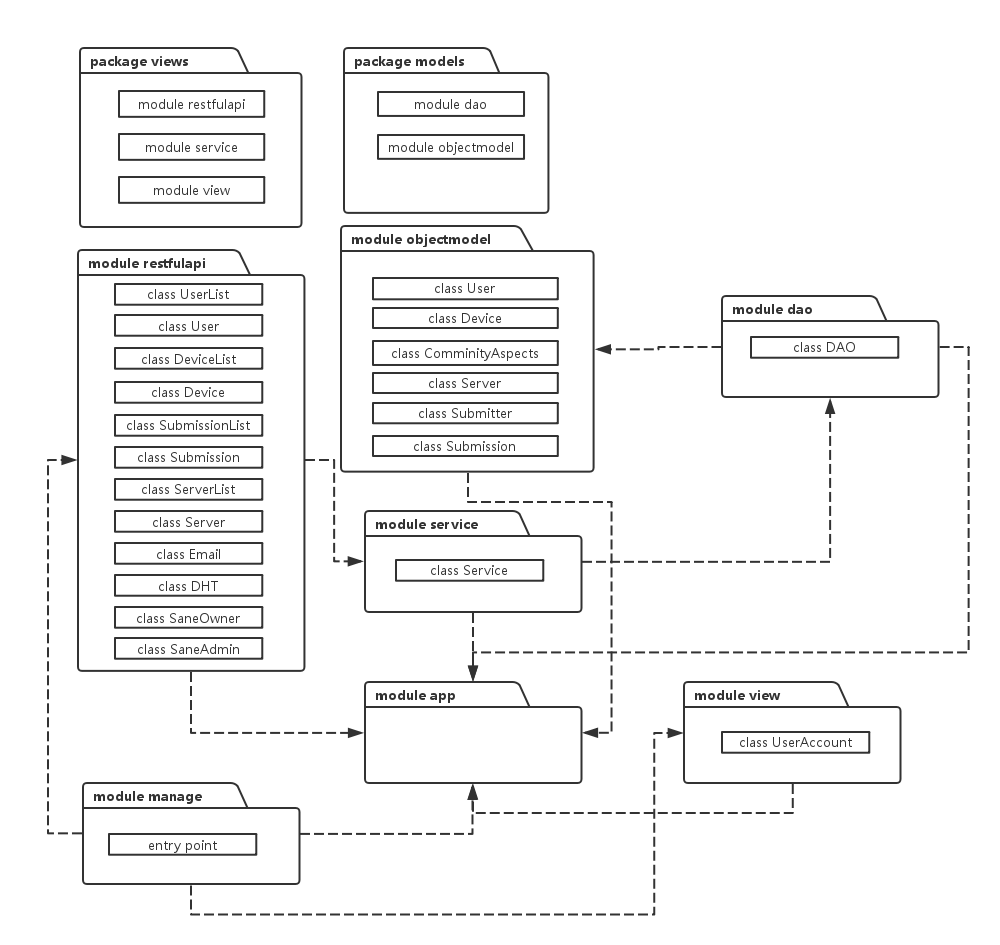 package views
module restfulapi
module service
module view
package models
module dao
module objectmodel
module restfulapi
class UserList
class User
class DeviceList
class Device
class SubmissionList
class Submission
class ServerList
class Server
class Email
class DHT
class SaneOwner
class SaneAdmin
module objectmodel
class User
class Device
class ComminityAspects
class Server
class Submitter
class Submission
module dao
class DAO
module service
class Service
module app
module view
class UserAccount
module manage
entry point